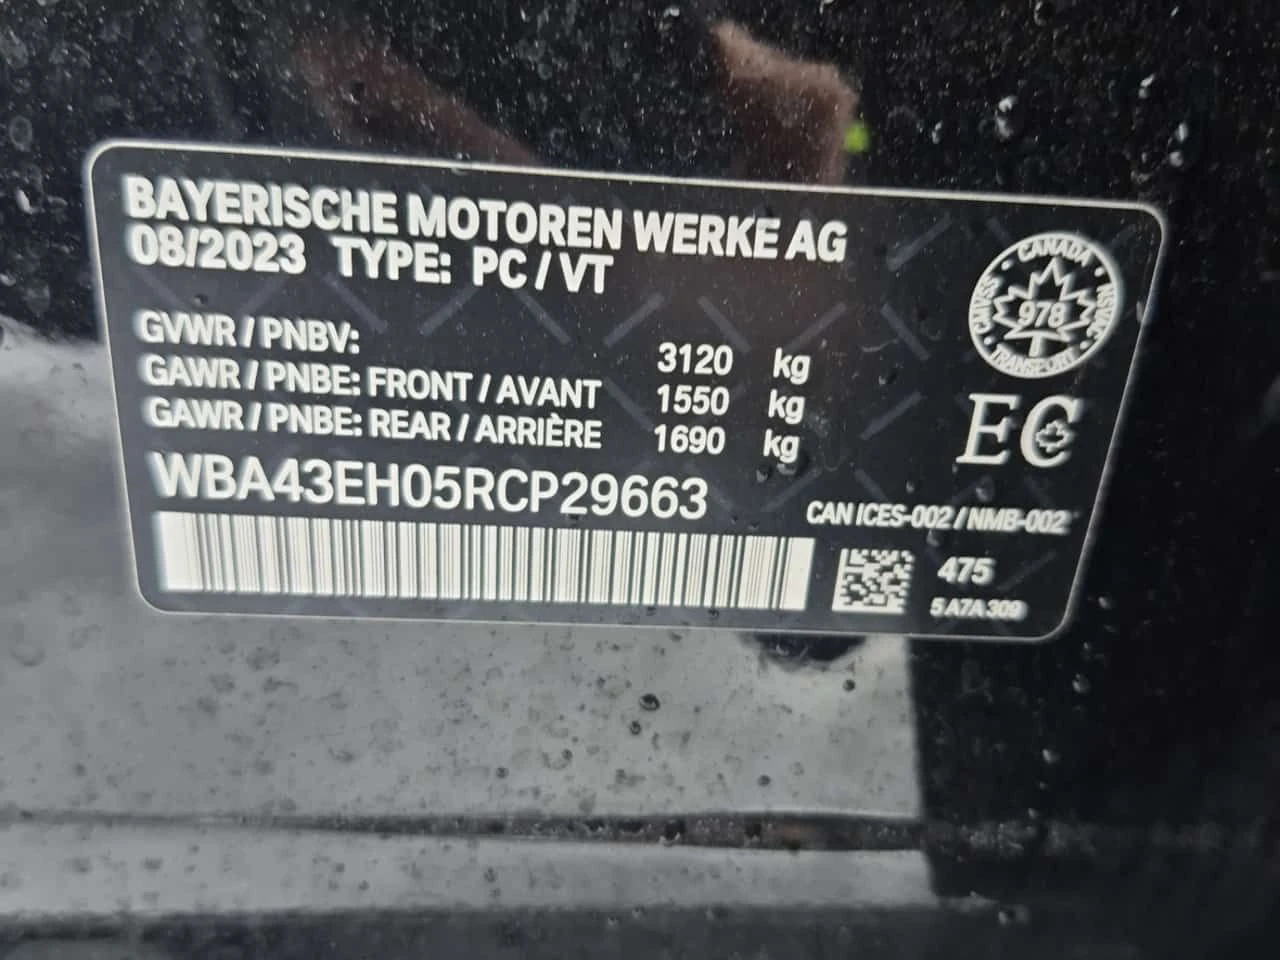 BAYERISCHE MOTOREN WERKE AG
08/2023 TYPE: PC / VT
GVWR / PNBV: 3120 kg
GAWR / PNBE: FRONT / AVANT 1550 kg
GAWR / PNBE: REAR / ARRIÈRE 1690 kg
WBA43EH05RCP29663
CANADA
CMVSS NSVAC
978
TRANSPORT
EC
CAN ICES-002 / NMB-002
475
5 A7A 309